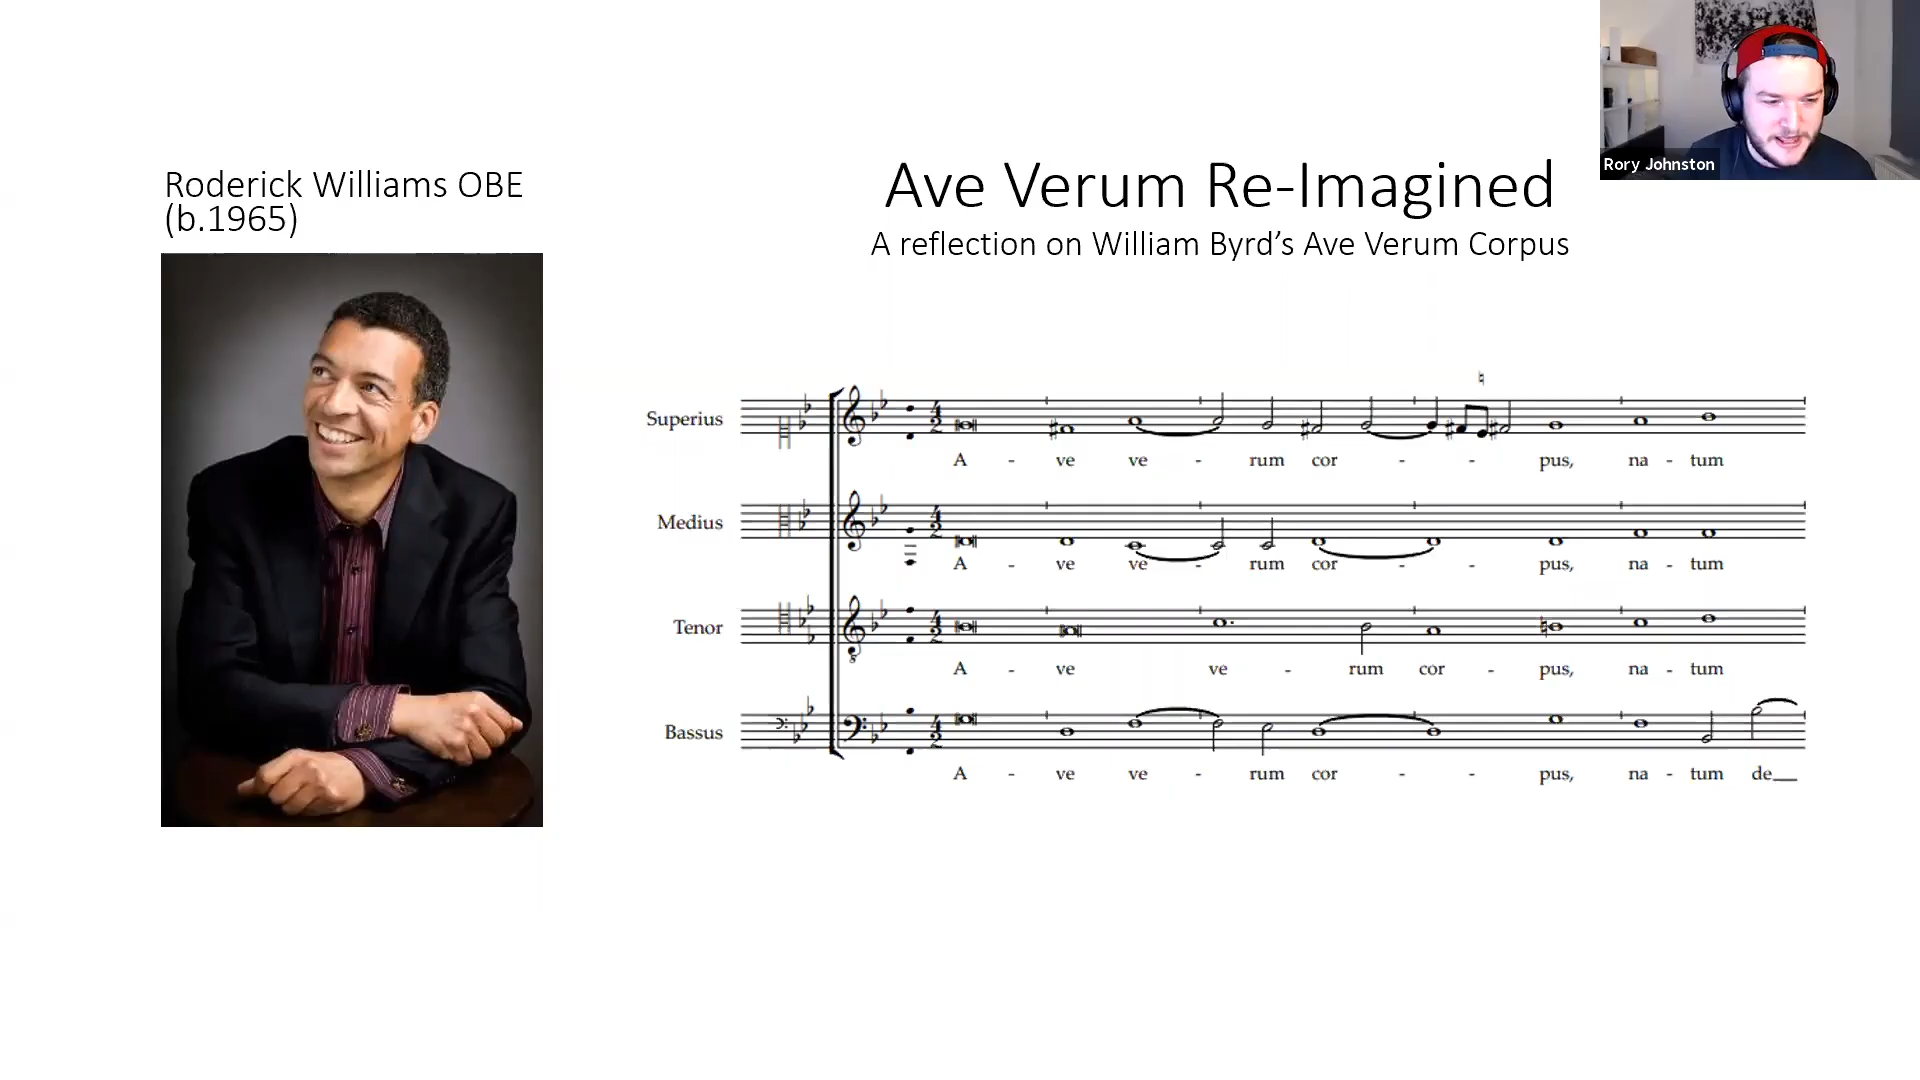 Rory Johnston
Roderick Williams OBE
(b.1965)
Ave Verum Re-Imagined
A reflection on William Byrd’s Ave Verum Corpus
Superius
A - ve ve - rum cor - - pus, na - tum
Medius
A - ve ve - rum cor - - pus, na - tum
Tenor
A - ve ve - rum cor - pus, na - tum
Bassus
A - ve ve - rum cor - - pus, na - tum de